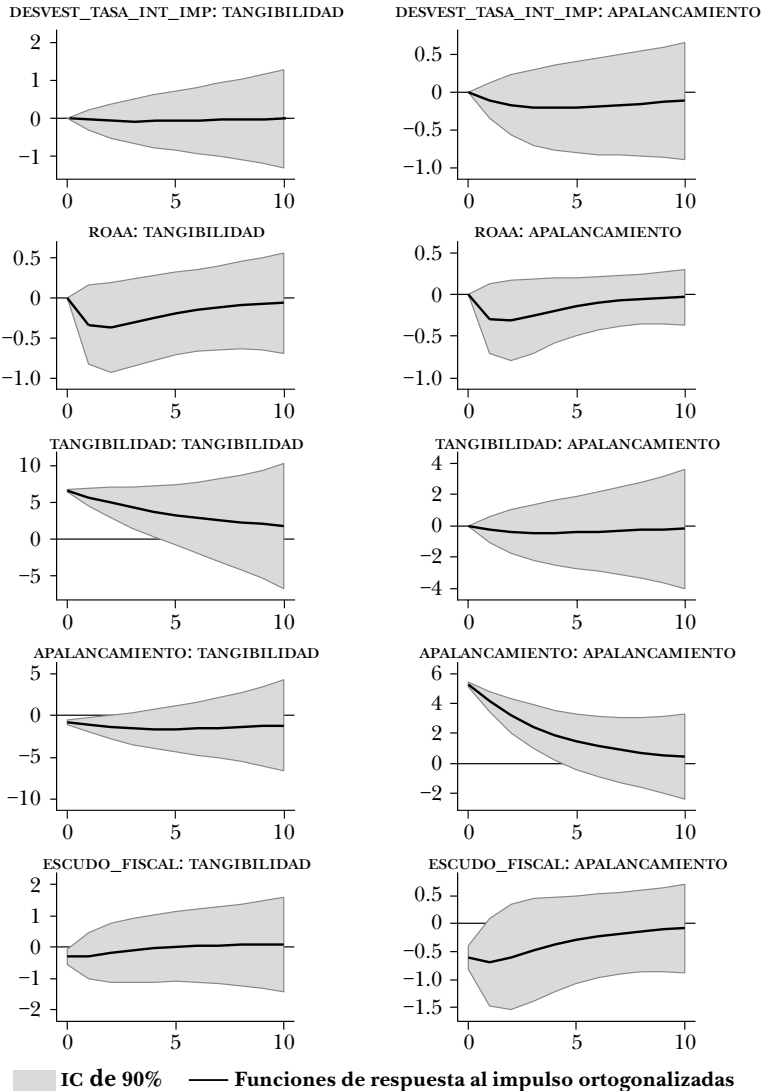 DESVEST_TASA_INT_IMP: TANGIBILIDAD
2
1
0
−1
0 5 10
DESVEST_TASA_INT_IMP: APALANCAMIENTO
0.5
0
−0.5
−1.0
0 5 10
ROAA: TANGIBILIDAD
0.5
0
−0.5
−1.0
0 5 10
ROAA: APALANCAMIENTO
0.5
0
−0.5
−1.0
0 5 10
TANGIBILIDAD: TANGIBILIDAD
10
5
0
−5
0 5 10
TANGIBILIDAD: APALANCAMIENTO
4
2
0
−2
−4
0 5 10
APALANCAMIENTO: TANGIBILIDAD
5
0
−5
−10
0 5 10
APALANCAMIENTO: APALANCAMIENTO
6
4
2
0
−2
0 5 10
ESCUDO_FISCAL: TANGIBILIDAD
2
1
0
−1
−2
0 5 10
ESCUDO_FISCAL: APALANCAMIENTO
0.5
0
−0.5
−1.0
−1.5
0 5 10
IC de 90% Funciones de respuesta al impulso ortogonalizadas